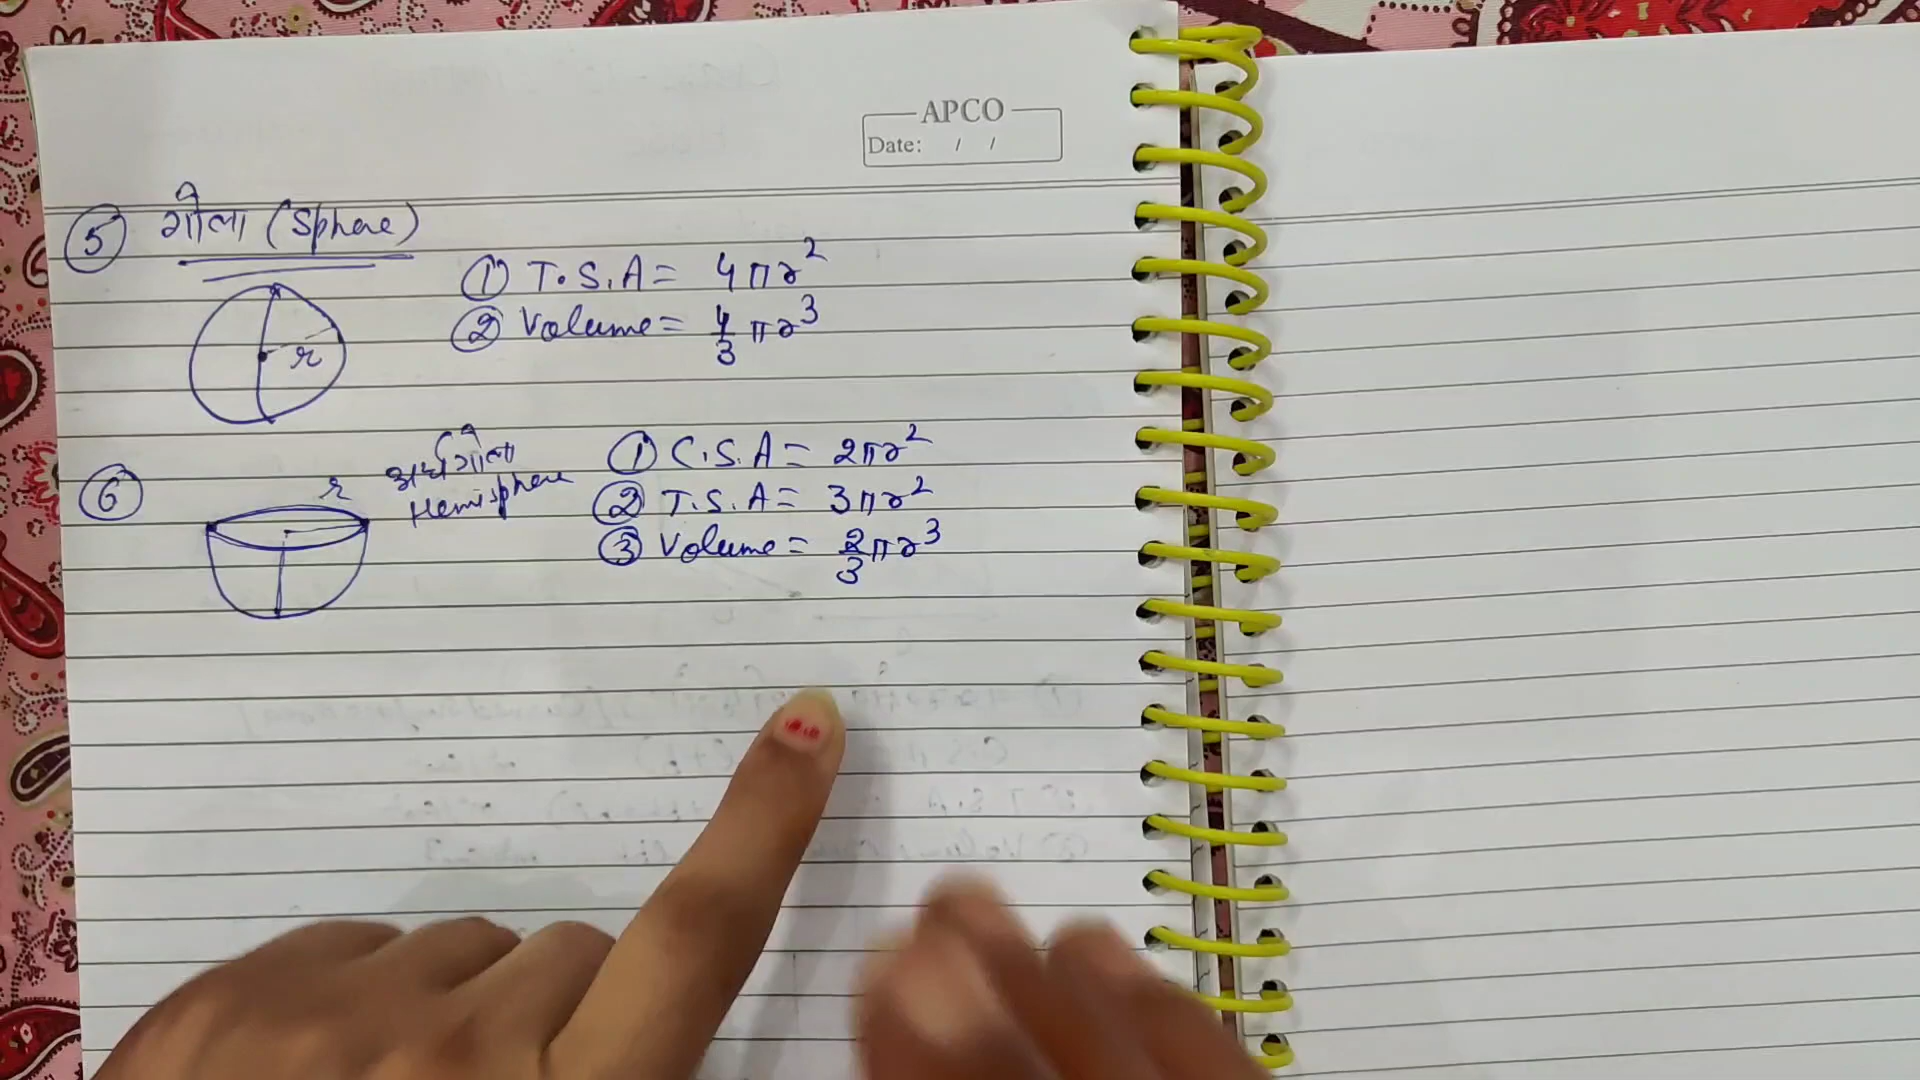 APCO
Date: / /
5 गोला (Sphere)
① T.S.A = 4πr²
② Volume = 4/3 πr³
r
6 r अर्धगोला
Hemisphere
① C.S.A = 2πr²
② T.S.A = 3πr²
③ Volume = 2/3 πr³